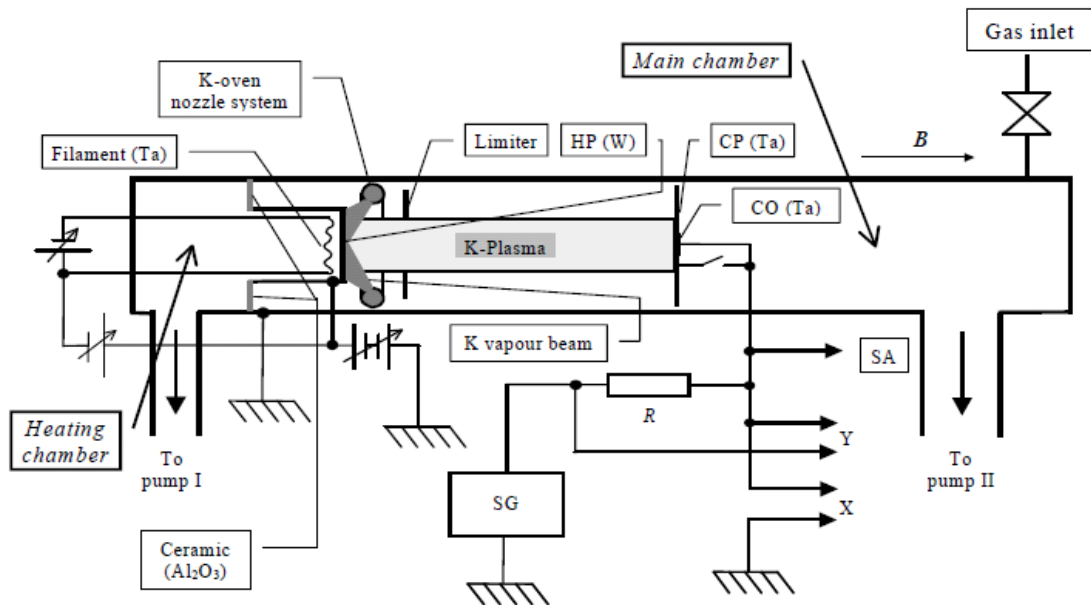 Gas inlet
Main chamber
K-oven
nozzle system
Filament (Ta)
Limiter
HP (W)
CP (Ta)
B
CO (Ta)
K-Plasma
K vapour beam
SA
R
Heating
chamber
Y
To
pump I
To
pump II
SG
X
Ceramic
(Al₂O₃)